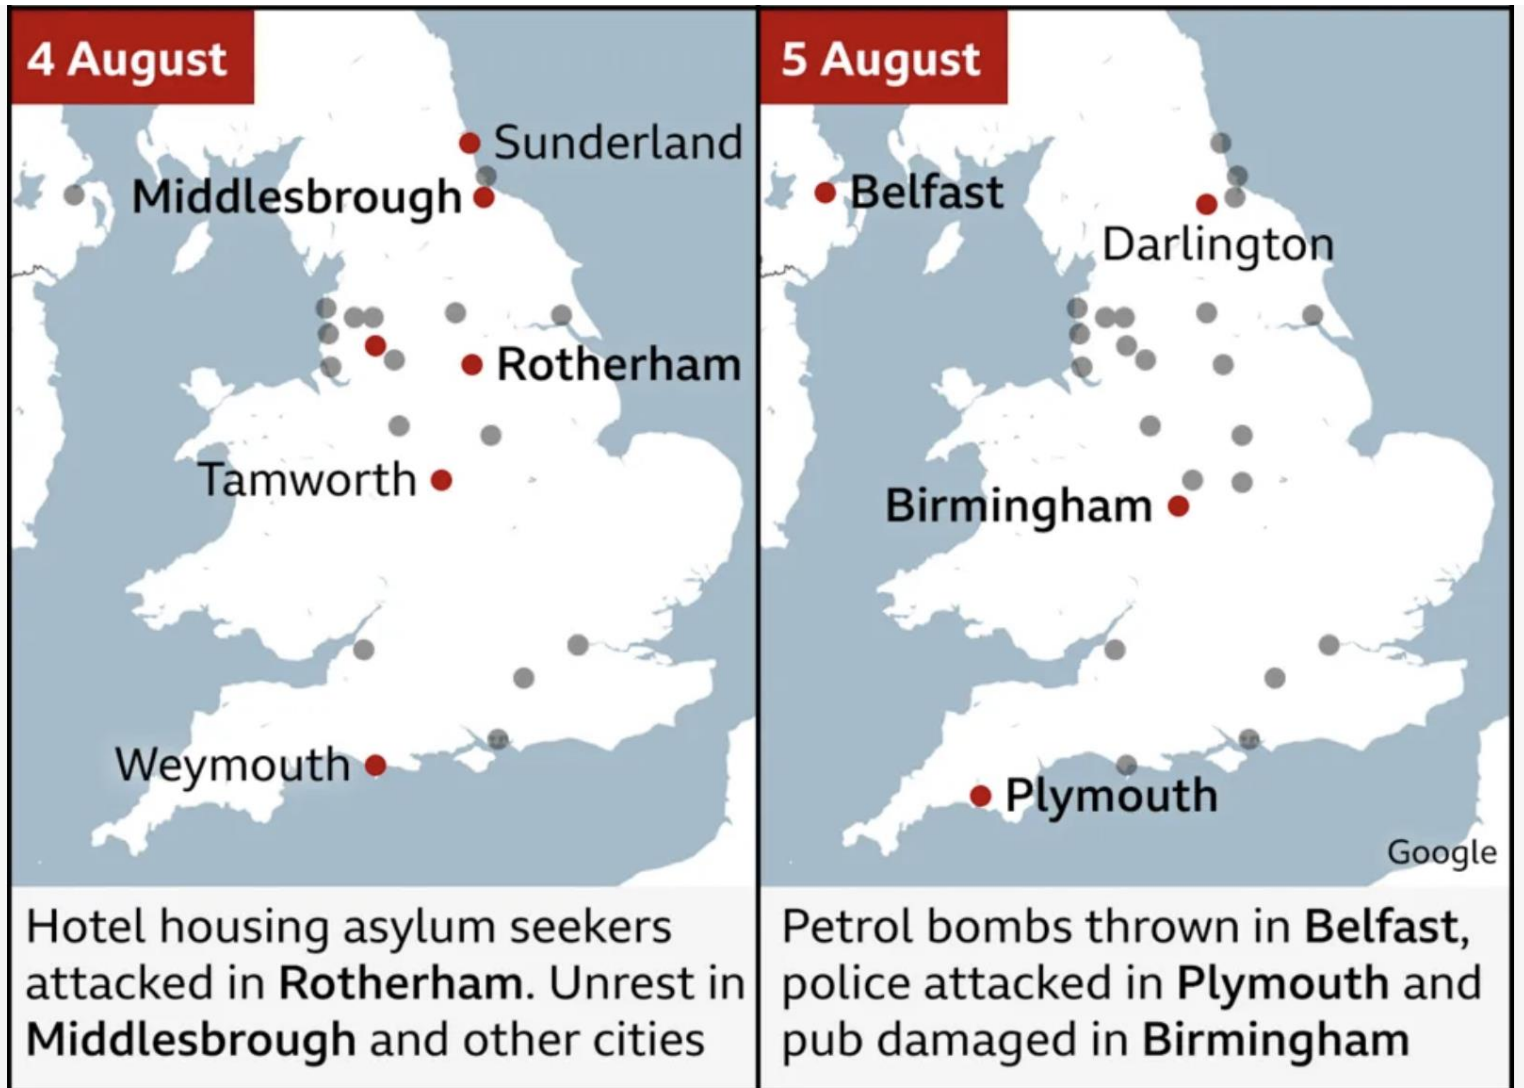 4 August
Sunderland
Middlesbrough
Rotherham
Tamworth
Weymouth
Hotel housing asylum seekers
attacked in Rotherham. Unrest in
Middlesbrough and other cities
5 August
Belfast
Darlington
Birmingham
Plymouth
Google
Petrol bombs thrown in Belfast,
police attacked in Plymouth and
pub damaged in Birmingham